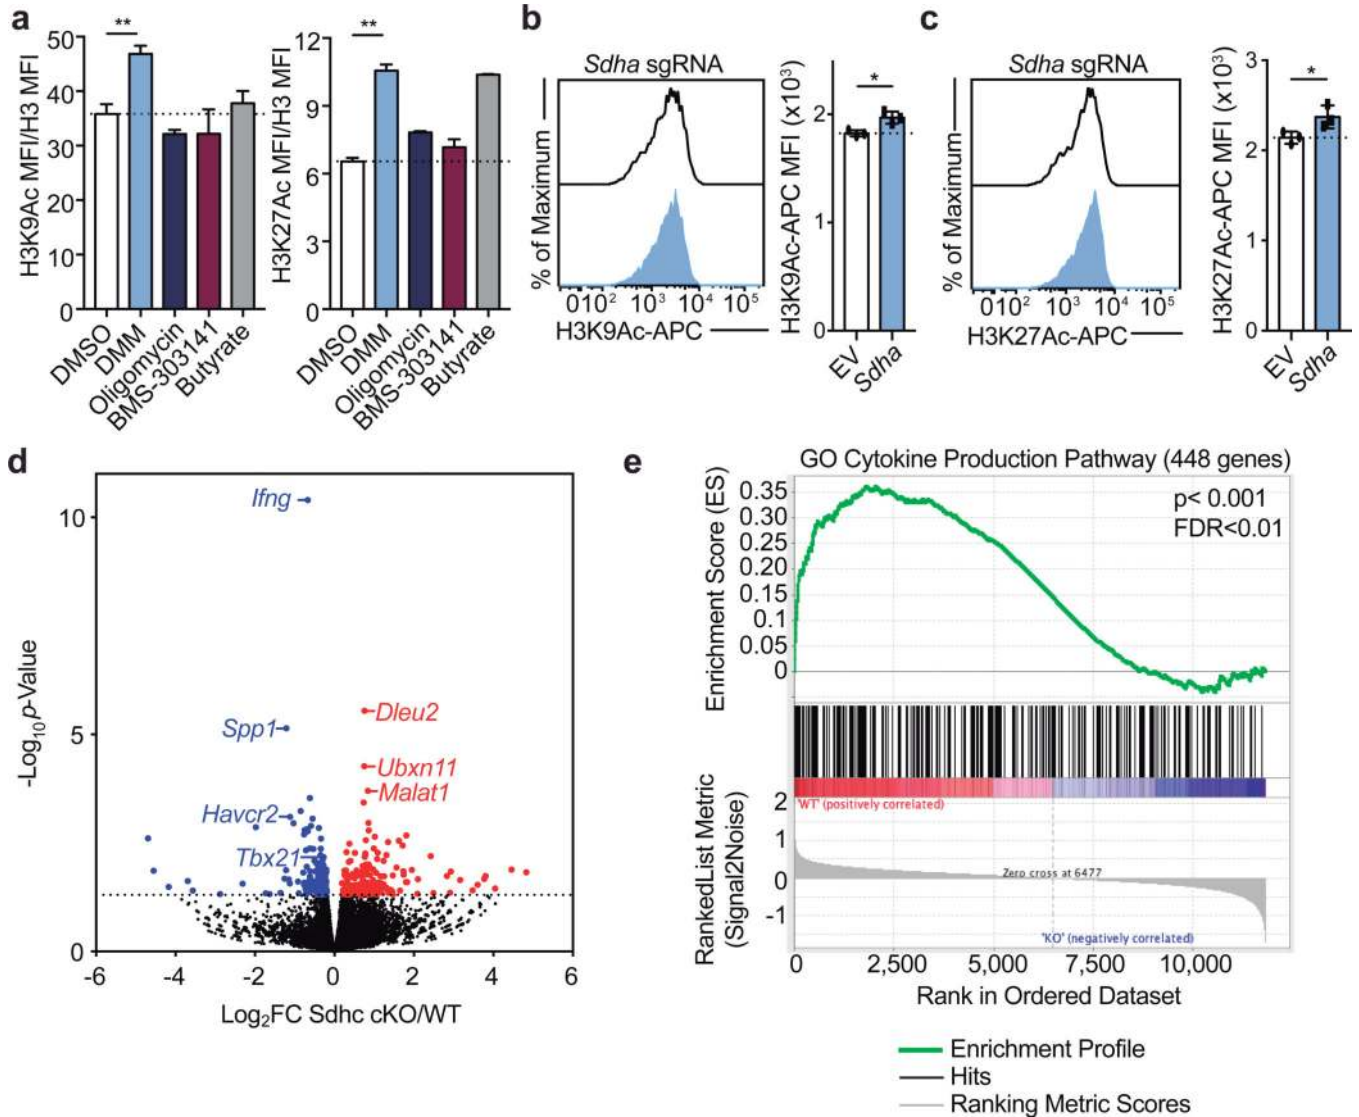 a
**
**
H3K9Ac MFI/H3 MFI
50
40
30
20
10
0
DMSO
DMM
Oligomycin
BMS-303141
Butyrate
H3K27Ac MFI/H3 MFI
12
9
6
3
0
DMSO
DMM
Oligomycin
BMS-303141
Butyrate
b
Sdha sgRNA
% of Maximum
0 10² 10³ 10⁴ 10⁵
H3K9Ac-APC
H3K9Ac-APC MFI (x10³)
*
2
1
0
EV
Sdha
c
Sdha sgRNA
% of Maximum
0 10² 10³ 10⁴ 10⁵
H3K27Ac-APC
H3K27Ac-APC MFI (x10³)
*
3
2
1
0
EV
Sdha
d
-Log₁₀p-Value
10
5
0
Ifng
Spp1
Dleu2
Ubxn11
Malat1
Havcr2
Tbx21
-6 -4 -2 0 2 4 6
Log₂FC Sdhc cKO/WT
e
GO Cytokine Production Pathway (448 genes)
p< 0.001
FDR<0.01
Enrichment Score (ES)
0.35
0.30
0.25
0.20
0.15
0.1
0.05
0
'WT' (positively correlated)
RankedList Metric
(Signal2Noise)
2
1
0
-1
Zero cross at 6477
'KO' (negatively correlated)
0 2,500 5,000 7,500 10,000
Rank in Ordered Dataset
Enrichment Profile
Hits
Ranking Metric Scores